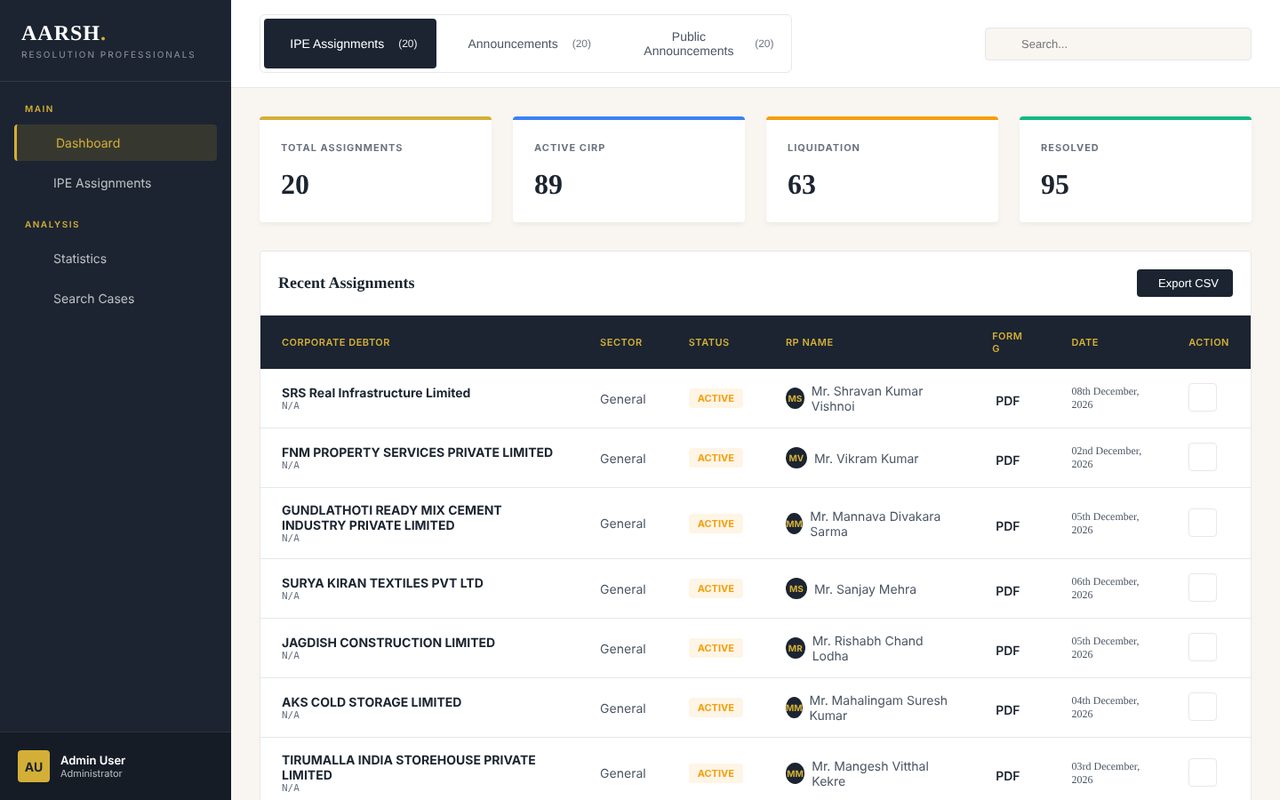 AARSH.
RESOLUTION PROFESSIONALS
MAIN
Dashboard
IPE Assignments
ANALYSIS
Statistics
Search Cases
AU
Admin User
Administrator
IPE Assignments (20)
Announcements (20)
Public
Announcements (20)
Search...
TOTAL ASSIGNMENTS
20
ACTIVE CIRP
89
LIQUIDATION
63
RESOLVED
95
Recent Assignments
Export CSV
CORPORATE DEBTOR SECTOR STATUS RP NAME FORM G DATE ACTION
SRS Real Infrastructure Limited
N/A
General
ACTIVE
MS
Mr. Shravan Kumar
Vishnoi
PDF
08th December,
2026
FNM PROPERTY SERVICES PRIVATE LIMITED
N/A
General
ACTIVE
MV
Mr. Vikram Kumar
PDF
02nd December,
2026
GUNDLATHOTI READY MIX CEMENT
INDUSTRY PRIVATE LIMITED
N/A
General
ACTIVE
MM
Mr. Mannava Divakara
Sarma
PDF
05th December,
2026
SURYA KIRAN TEXTILES PVT LTD
N/A
General
ACTIVE
MS
Mr. Sanjay Mehra
PDF
06th December,
2026
JAGDISH CONSTRUCTION LIMITED
N/A
General
ACTIVE
MR
Mr. Rishabh Chand
Lodha
PDF
05th December,
2026
AKS COLD STORAGE LIMITED
N/A
General
ACTIVE
MM
Mr. Mahalingam Suresh
Kumar
PDF
04th December,
2026
TIRUMALLA INDIA STOREHOUSE PRIVATE
LIMITED
N/A
General
ACTIVE
MM
Mr. Mangesh Vitthal
Kekre
PDF
03rd December,
2026